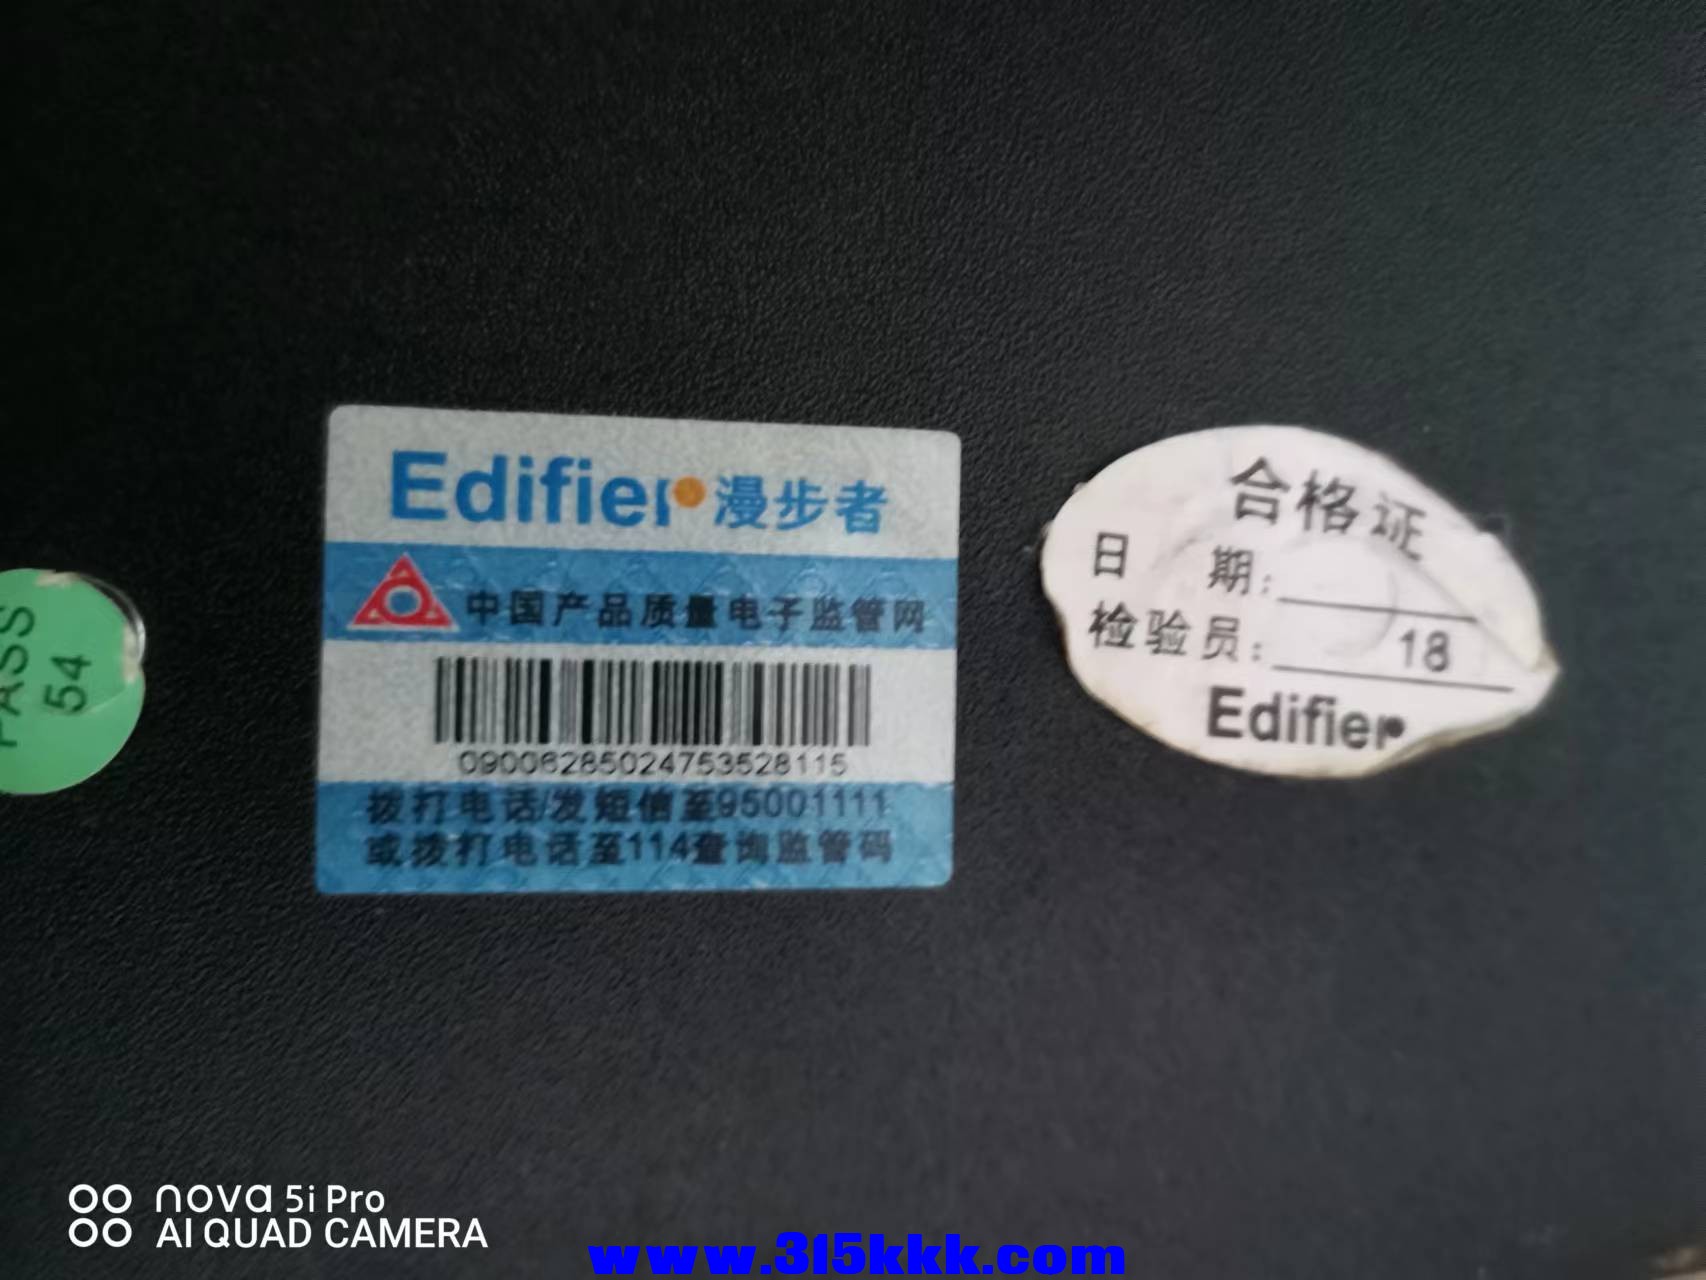 PASS
54
Edifier漫步者
中国产品质量电子监管网
09006285024753528115
拨打电话/发短信至95001111
或拨打电话至114查询监管码
合格证
日 期:
检验员: 18
Edifier
nova 5i Pro
AI QUAD CAMERA
www.315kkk.com